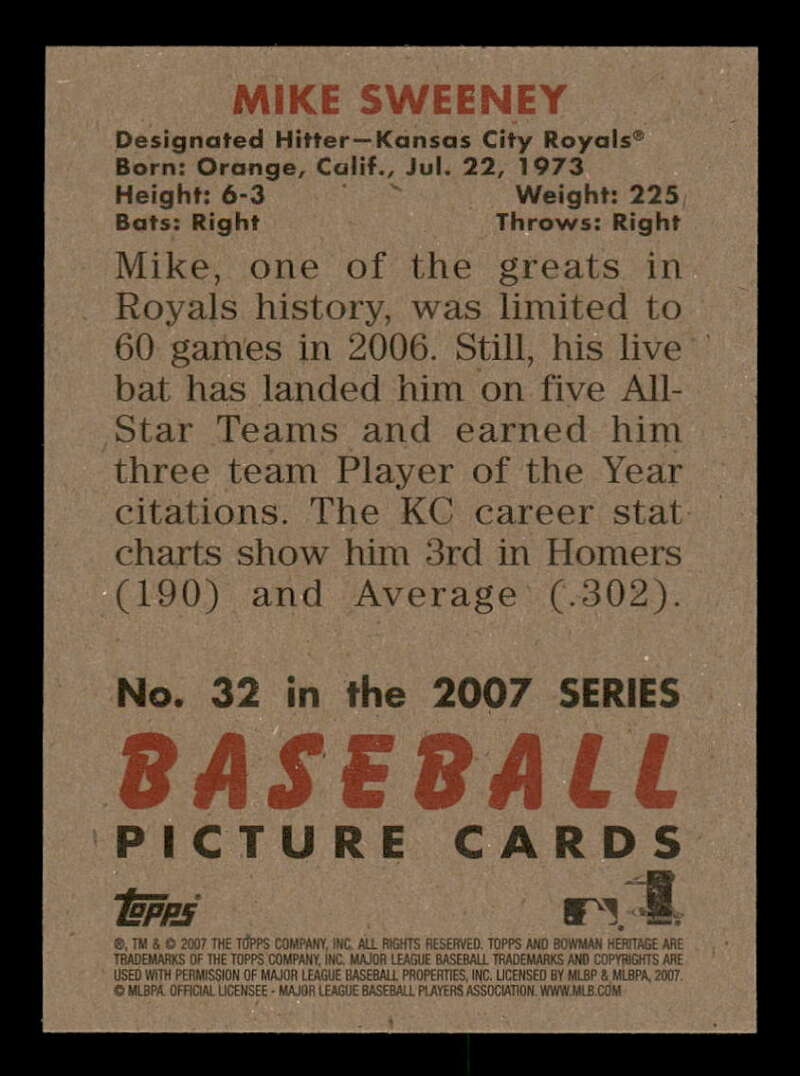 MIKE SWEENEY
Designated Hitter—Kansas City Royals®
Born: Orange, Calif., Jul. 22, 1973
Height: 6-3 Weight: 225
Bats: Right Throws: Right
Mike, one of the greats in
Royals history, was limited to
60 games in 2006. Still, his live
bat has landed him on five All-
Star Teams and earned him
three team Player of the Year
citations. The KC career stat
charts show him 3rd in Homers
(190) and Average (.302).
No. 32 in the 2007 SERIES
BASEBALL
PICTURE CARDS
Topps
®, TM & © 2007 THE TOPPS COMPANY, INC. ALL RIGHTS RESERVED. TOPPS AND BOWMAN HERITAGE ARE
TRADEMARKS OF THE TOPPS COMPANY, INC. MAJOR LEAGUE BASEBALL TRADEMARKS AND COPYRIGHTS ARE
USED WITH PERMISSION OF MAJOR LEAGUE BASEBALL PROPERTIES, INC. LICENSED BY MLBP & MLBPA, 2007.
© MLBPA. OFFICIAL LICENSEE - MAJOR LEAGUE BASEBALL PLAYERS ASSOCIATION. WWW.MLB.COM